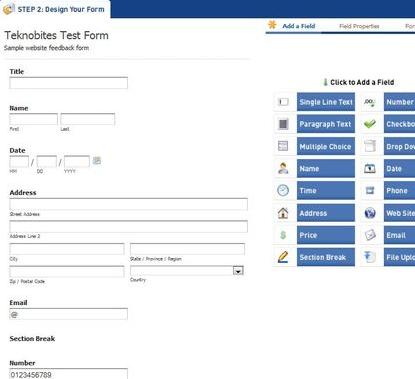 STEP 2: Design Your Form
Add a Field
Field Properties
For
Teknobites Test Form
Sample website feedback form
Click to Add a Field
Title
Single Line Text
Number
Paragraph Text
Checkbo
Name
First
Last
Multiple Choice
Drop Dow
Date
MM
/
DD
/
YYYY
Name
Date
Time
Phone
Address
Street Address
Address Line 2
City
State / Province / Region
Zip / Postal Code
Country
Address
Web Site
Price
Email
Section Break
File Uplo
Email
@
Section Break
Number
0123456789